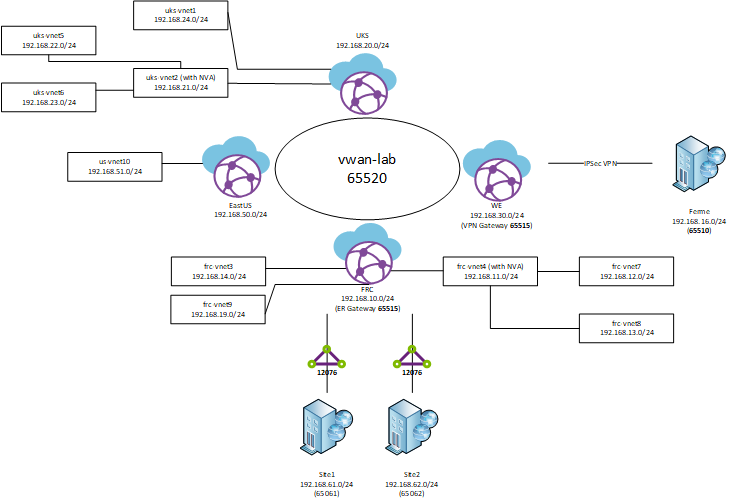 uks-vnet1
192.168.24.0/24
uks-vnet5
192.168.22.0/24
UKS
192.168.20.0/24
uks-vnet2 (with NVA)
192.168.21.0/24
uks-vnet6
192.168.23.0/24
vwan-lab
65520
us-vnet10
192.168.51.0/24
IPSec VPN
EastUS
192.168.50.0/24
WE
192.168.30.0/24
(VPN Gateway 65515)
Ferme
192.168.16.0/24
(65510)
frc-vnet3
192.168.14.0/24
frc-vnet4 (with NVA)
192.168.11.0/24
frc-vnet7
192.168.12.0/24
FRC
192.168.10.0/24
(ER Gateway 65515)
frc-vnet9
192.168.19.0/24
frc-vnet8
192.168.13.0/24
12076
12076
Site1
192.168.61.0/24
(65061)
Site2
192.168.62.0/24
(65062)